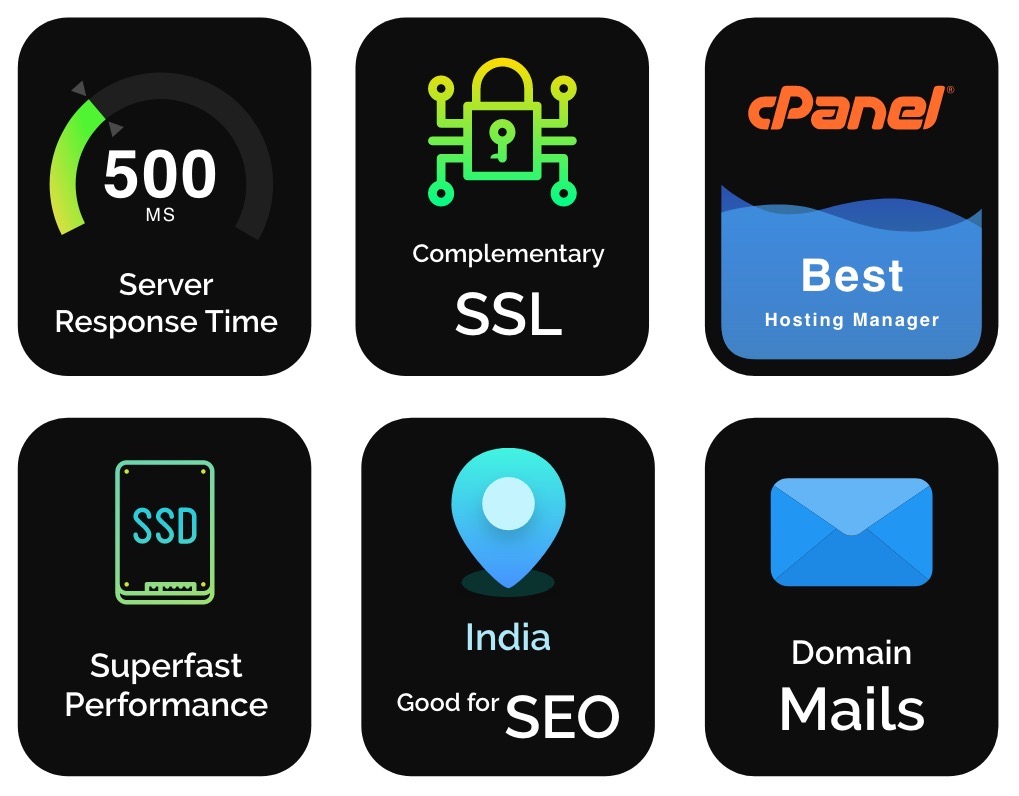 500
MS
Server
Response Time
Complementary
SSL
cPanel®
Best
Hosting Manager
SSD
Superfast
Performance
India
Good for SEO
Domain
Mails